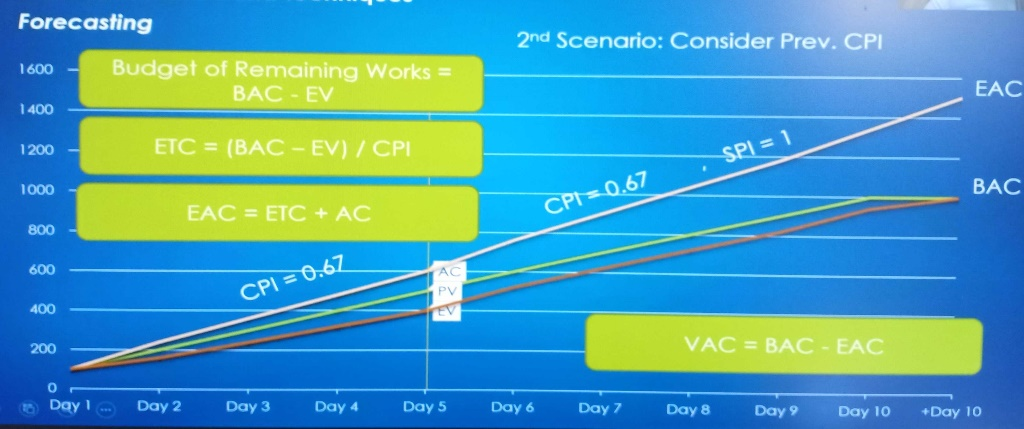 Forecasting
2nd Scenario: Consider Prev. CPI
1600
1400
1200
1000
800
600
400
200
0
Budget of Remaining Works =
BAC - EV
ETC = (BAC – EV) / CPI
EAC = ETC + AC
CPI = 0.67
CPI = 0.67
, SPI = 1
EAC
BAC
AC
PV
EV
VAC = BAC - EAC
Day 1 Day 2 Day 3 Day 4 Day 5 Day 6 Day 7 Day 8 Day 9 Day 10 +Day 10